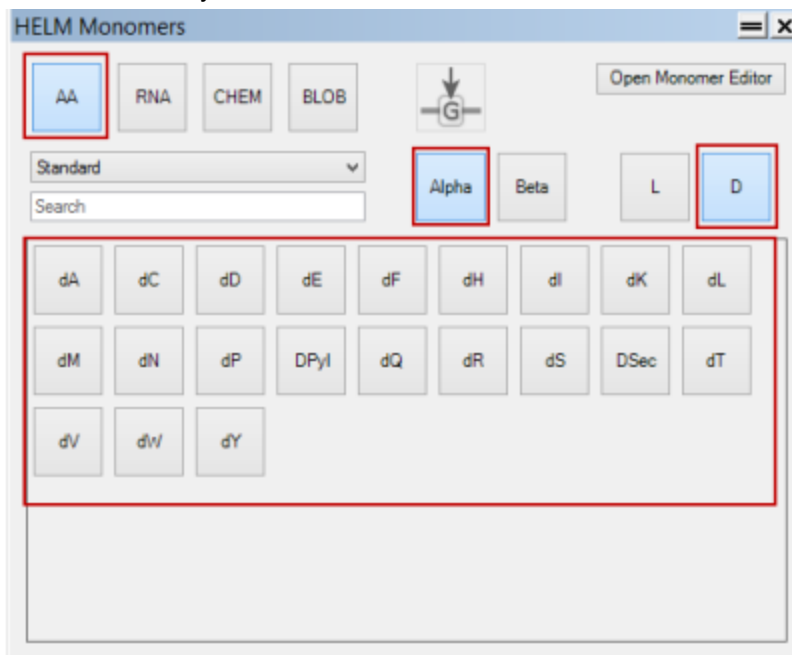 HELM Monomers
AA RNA CHEM BLOB G Open Monomer Editor
Standard
Search
Alpha Beta L D
dA dC dD dE dF dH dI dK dL
dM dN dP DPyl dQ dR dS DSec dT
dV dW dY